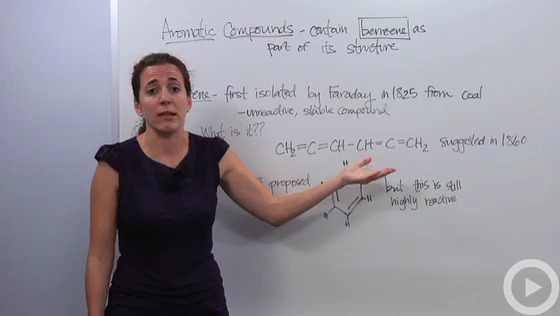 Aromatic Compounds - contain benzene as
part of its structure
- first isolated by Faraday in 1825 from coal
- unreactive, stable compound
What is it??
CH2=C=CH-CH=C=CH2 suggested in 1860
proposed
H
H
H
H
but this is still
highly reactive